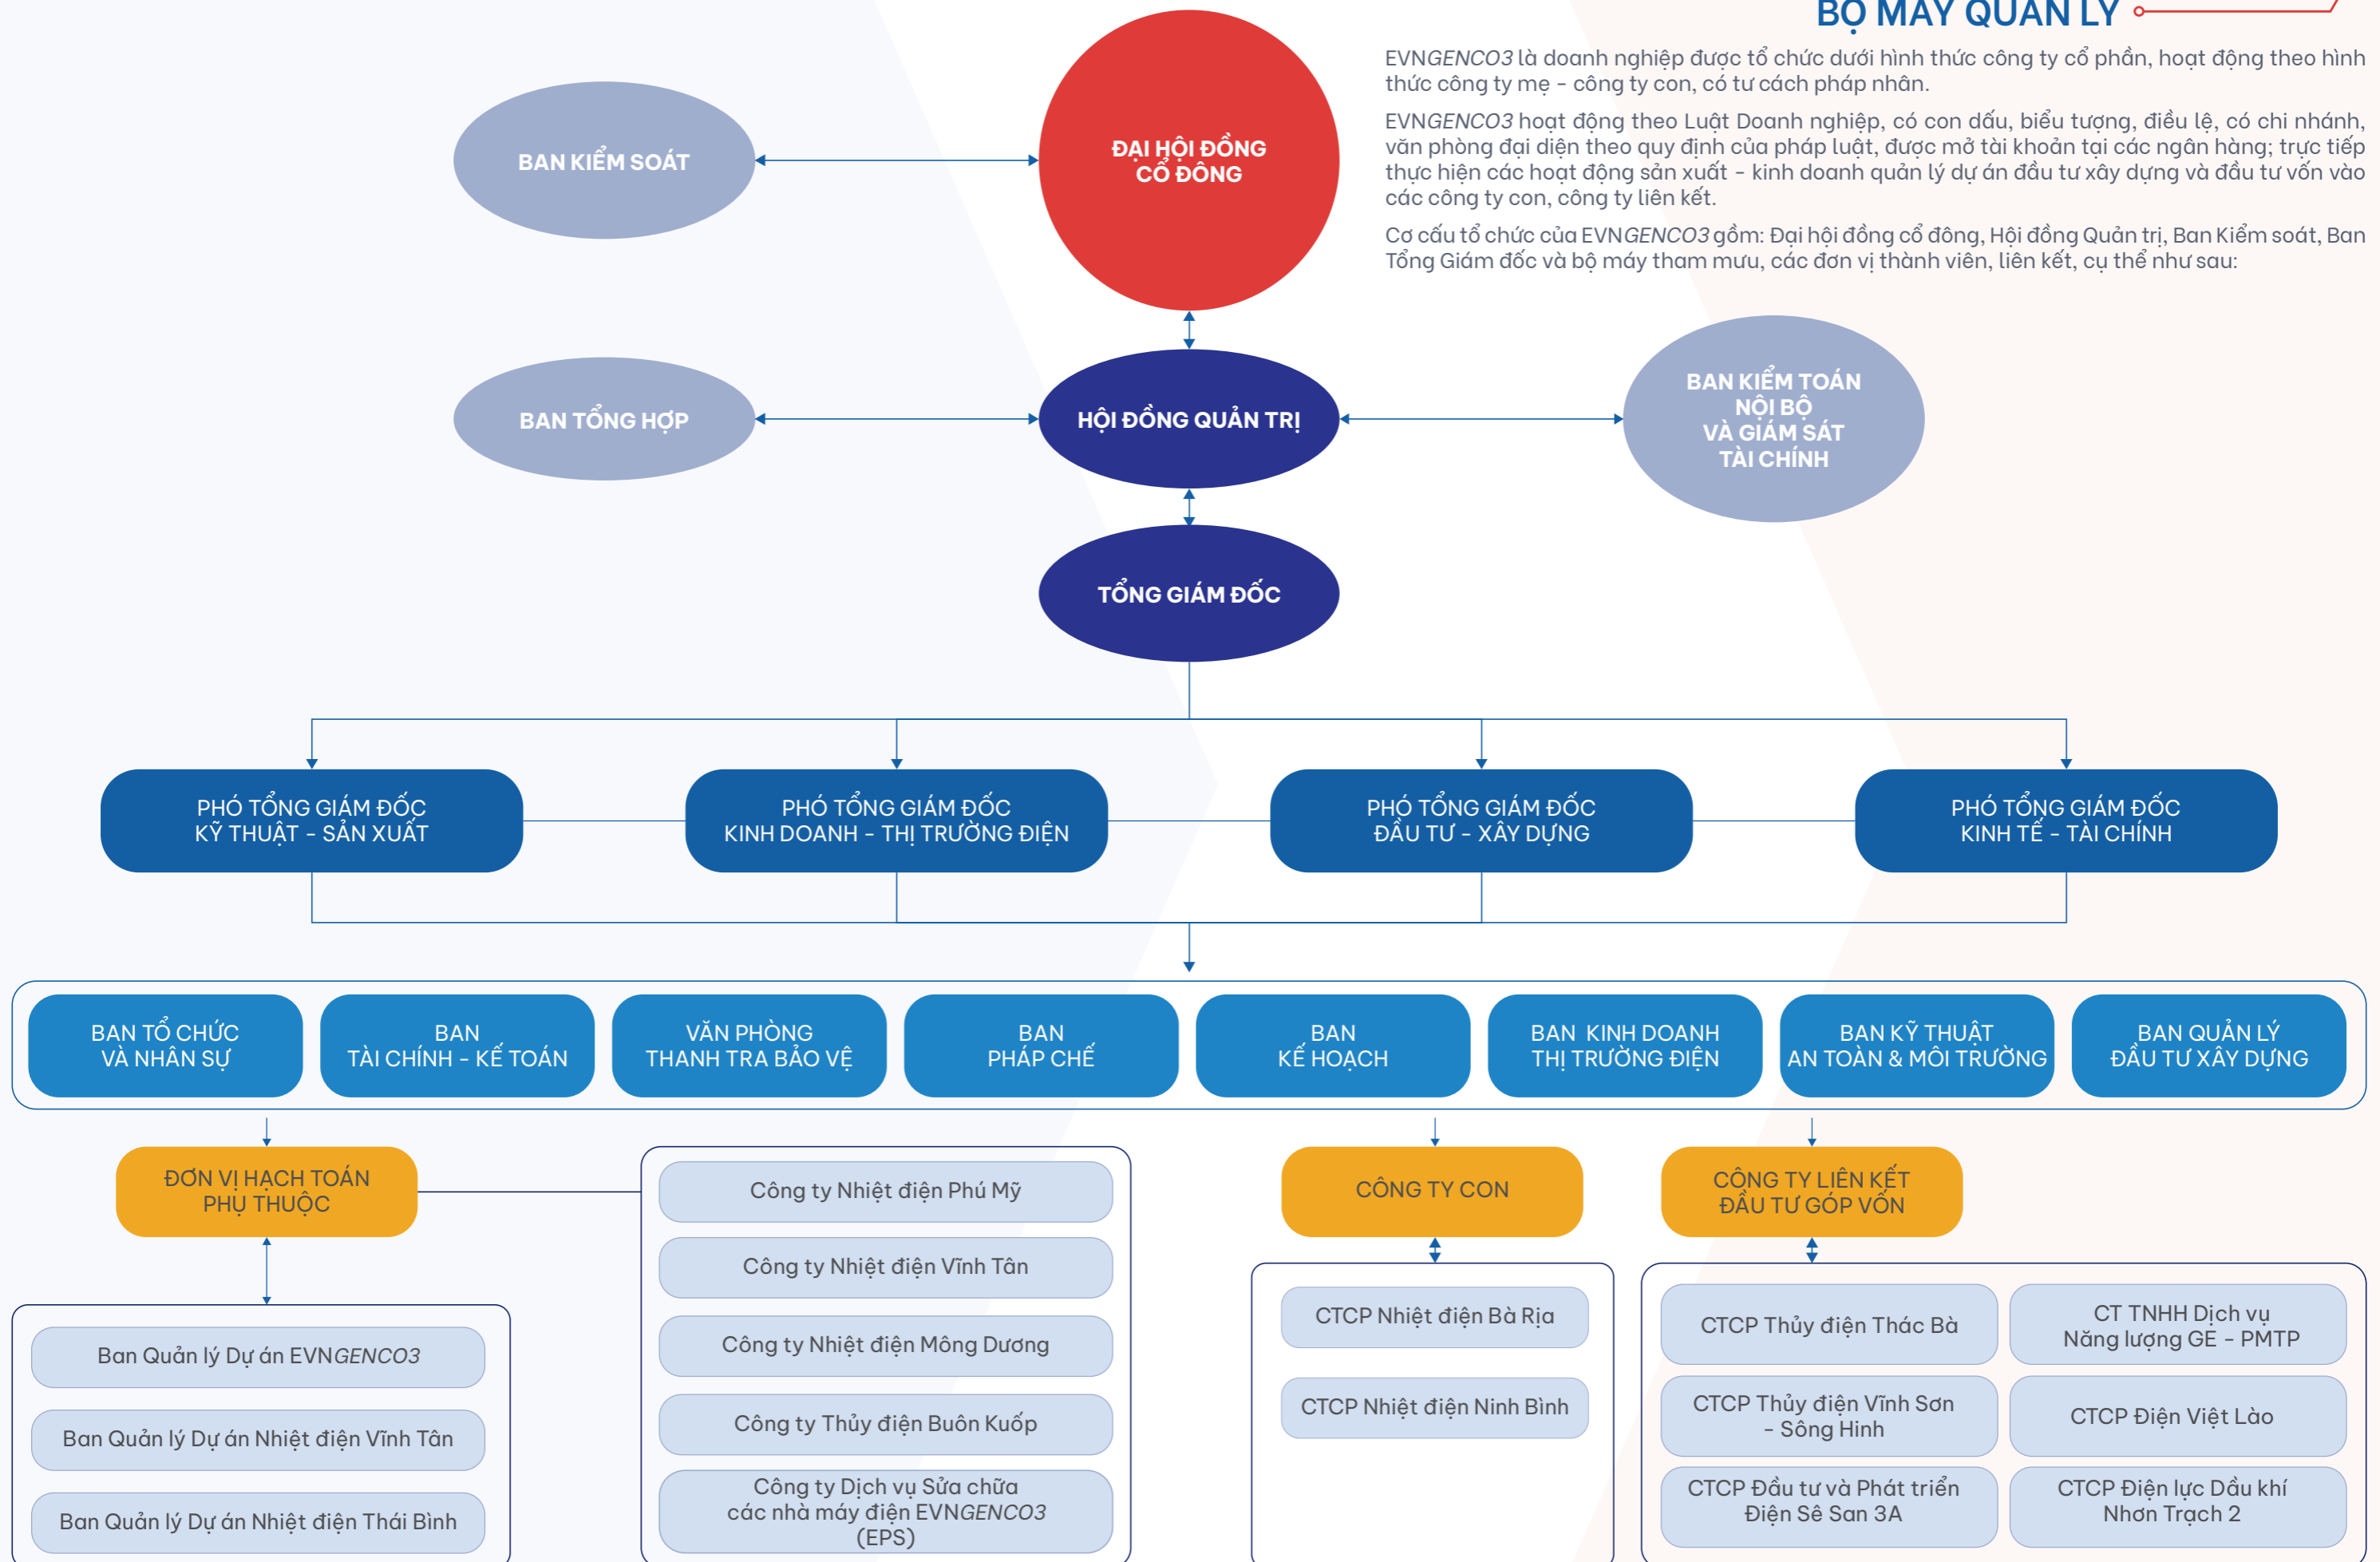 BỘ MÁY QUẢN LÝ
EVNGENCO3 là doanh nghiệp được tổ chức dưới hình thức công ty cổ phần, hoạt động theo hình
thức công ty mẹ - công ty con, có tư cách pháp nhân.
EVNGENCO3 hoạt động theo Luật Doanh nghiệp, có con dấu, biểu tượng, điều lệ, có chi nhánh,
văn phòng đại diện theo quy định của pháp luật, được mở tài khoản tại các ngân hàng; trực tiếp
thực hiện các hoạt động sản xuất - kinh doanh quản lý dự án đầu tư xây dựng và đầu tư vốn vào
các công ty con, công ty liên kết.
Cơ cấu tổ chức của EVNGENCO3 gồm: Đại hội đồng cổ đông, Hội đồng Quản trị, Ban Kiểm soát, Ban
Tổng Giám đốc và bộ máy tham mưu, các đơn vị thành viên, liên kết, cụ thể như sau:
BAN KIỂM SOÁT
ĐẠI HỘI ĐỒNG
CỔ ĐÔNG
BAN TỔNG HỢP
HỘI ĐỒNG QUẢN TRỊ
BAN KIỂM TOÁN
NỘI BỘ
VÀ GIÁM SÁT
TÀI CHÍNH
TỔNG GIÁM ĐỐC
PHÓ TỔNG GIÁM ĐỐC
KỸ THUẬT - SẢN XUẤT
PHÓ TỔNG GIÁM ĐỐC
KINH DOANH - THỊ TRƯỜNG ĐIỆN
PHÓ TỔNG GIÁM ĐỐC
ĐẦU TƯ - XÂY DỰNG
PHÓ TỔNG GIÁM ĐỐC
KINH TẾ - TÀI CHÍNH
BAN TỔ CHỨC
VÀ NHÂN SỰ
BAN
TÀI CHÍNH - KẾ TOÁN
VĂN PHÒNG
THANH TRA BẢO VỆ
BAN
PHÁP CHẾ
BAN
KẾ HOẠCH
BAN KINH DOANH
THỊ TRƯỜNG ĐIỆN
BAN KỸ THUẬT
AN TOÀN & MÔI TRƯỜNG
BAN QUẢN LÝ
ĐẦU TƯ XÂY DỰNG
ĐƠN VỊ HẠCH TOÁN
PHỤ THUỘC
Ban Quản lý Dự án EVNGENCO3
Ban Quản lý Dự án Nhiệt điện Vĩnh Tân
Ban Quản lý Dự án Nhiệt điện Thái Bình
Công ty Nhiệt điện Phú Mỹ
Công ty Nhiệt điện Vĩnh Tân
Công ty Nhiệt điện Mông Dương
Công ty Thủy điện Buôn Kuốp
Công ty Dịch vụ Sửa chữa
các nhà máy điện EVNGENCO3
(EPS)
CÔNG TY CON
CTCP Nhiệt điện Bà Rịa
CTCP Nhiệt điện Ninh Bình
CÔNG TY LIÊN KẾT
ĐẦU TƯ GÓP VỐN
CTCP Thủy điện Thác Bà
CT TNHH Dịch vụ
Năng lượng GE - PMTP
CTCP Thủy điện Vĩnh Sơn
- Sông Hinh
CTCP Điện Việt Lào
CTCP Đầu tư và Phát triển
Điện Sê San 3A
CTCP Điện lực Dầu khí
Nhơn Trạch 2